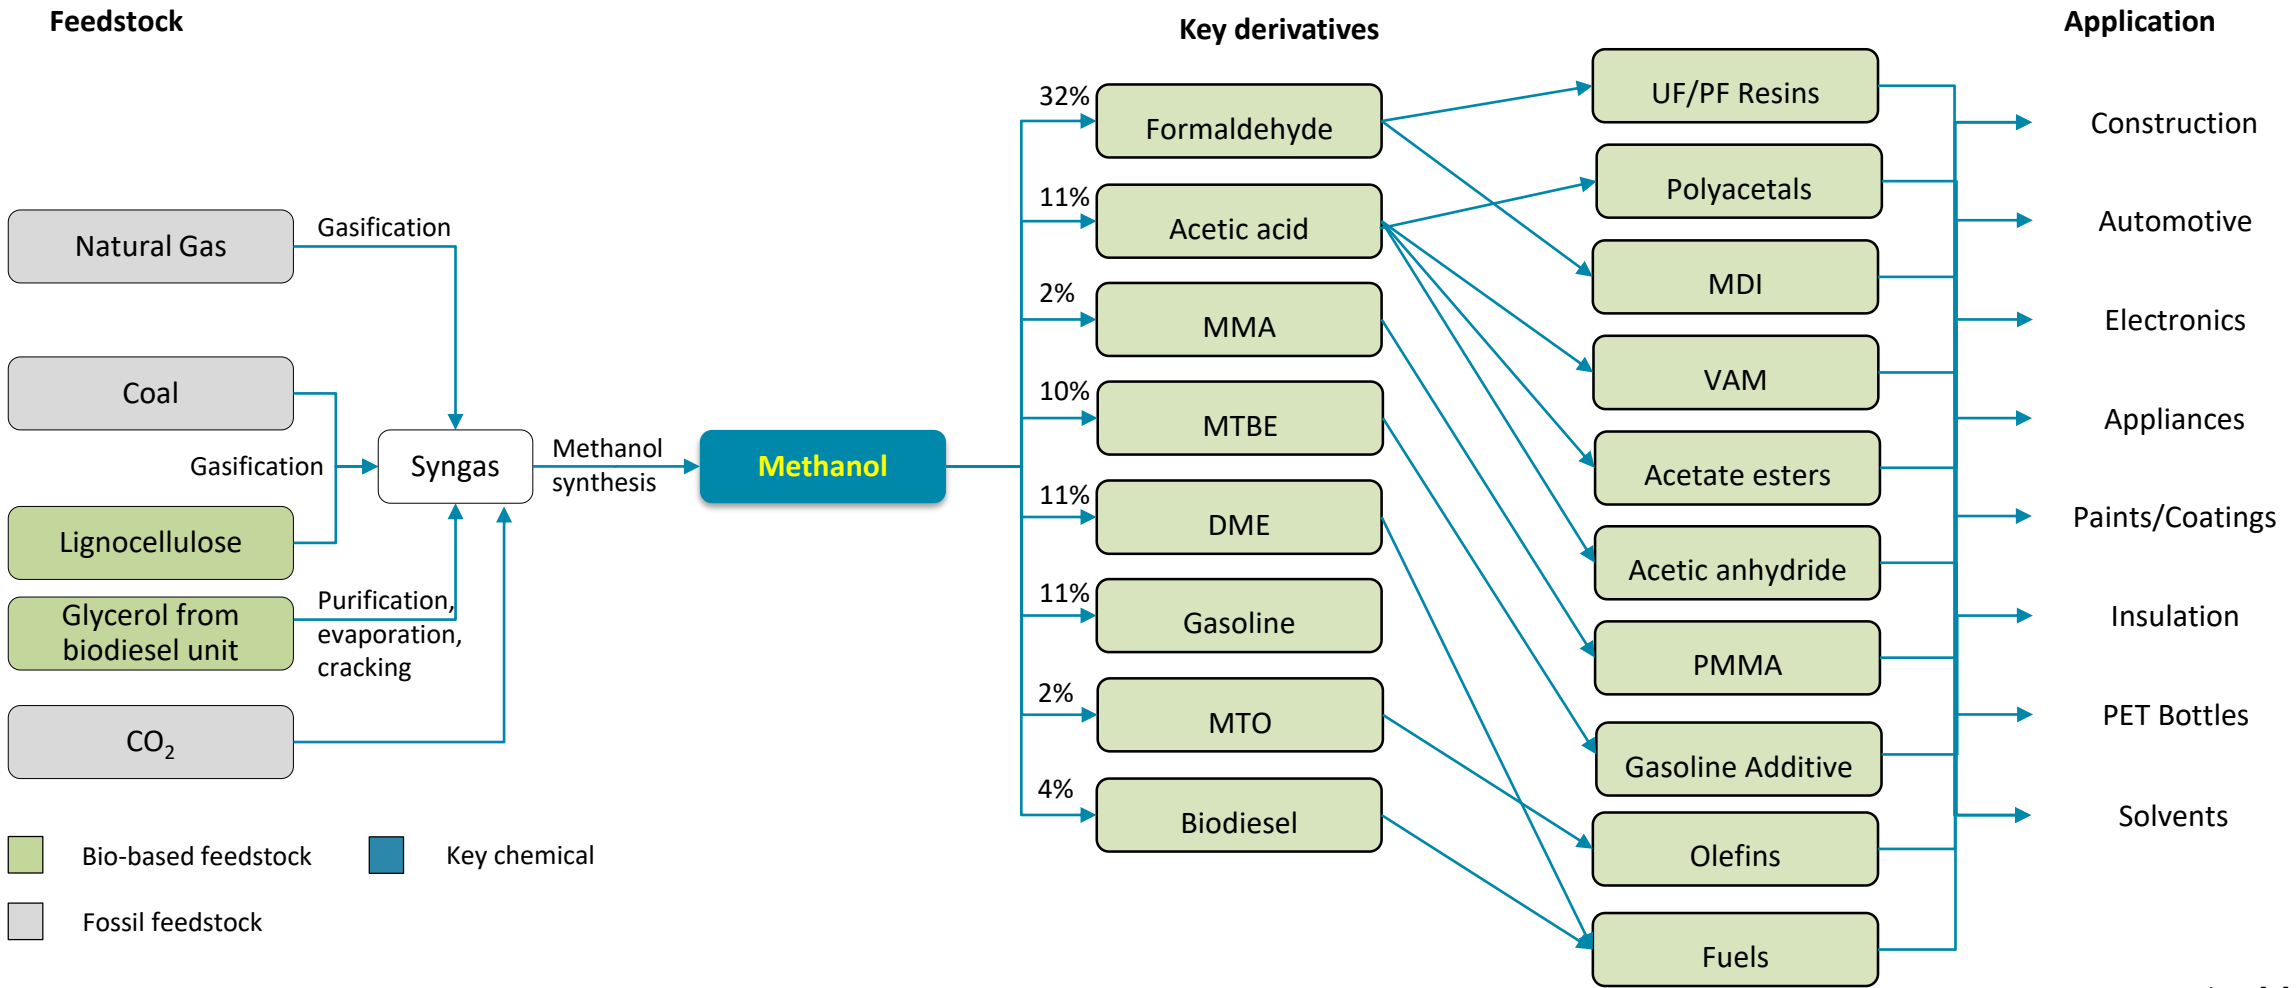 Feedstock
Key derivatives
Application
Natural Gas
Gasification
Coal
Gasification
Lignocellulose
Glycerol from
biodiesel unit
Purification,
evaporation,
cracking
CO₂
Syngas
Methanol
synthesis
Methanol
32%
Formaldehyde
11%
Acetic acid
2%
MMA
10%
MTBE
11%
DME
11%
Gasoline
2%
MTO
4%
Biodiesel
UF/PF Resins
Polyacetals
MDI
VAM
Acetate esters
Acetic anhydride
PMMA
Gasoline Additive
Olefins
Fuels
Construction
Automotive
Electronics
Appliances
Paints/Coatings
Insulation
PET Bottles
Solvents
Bio-based feedstock
Key chemical
Fossil feedstock